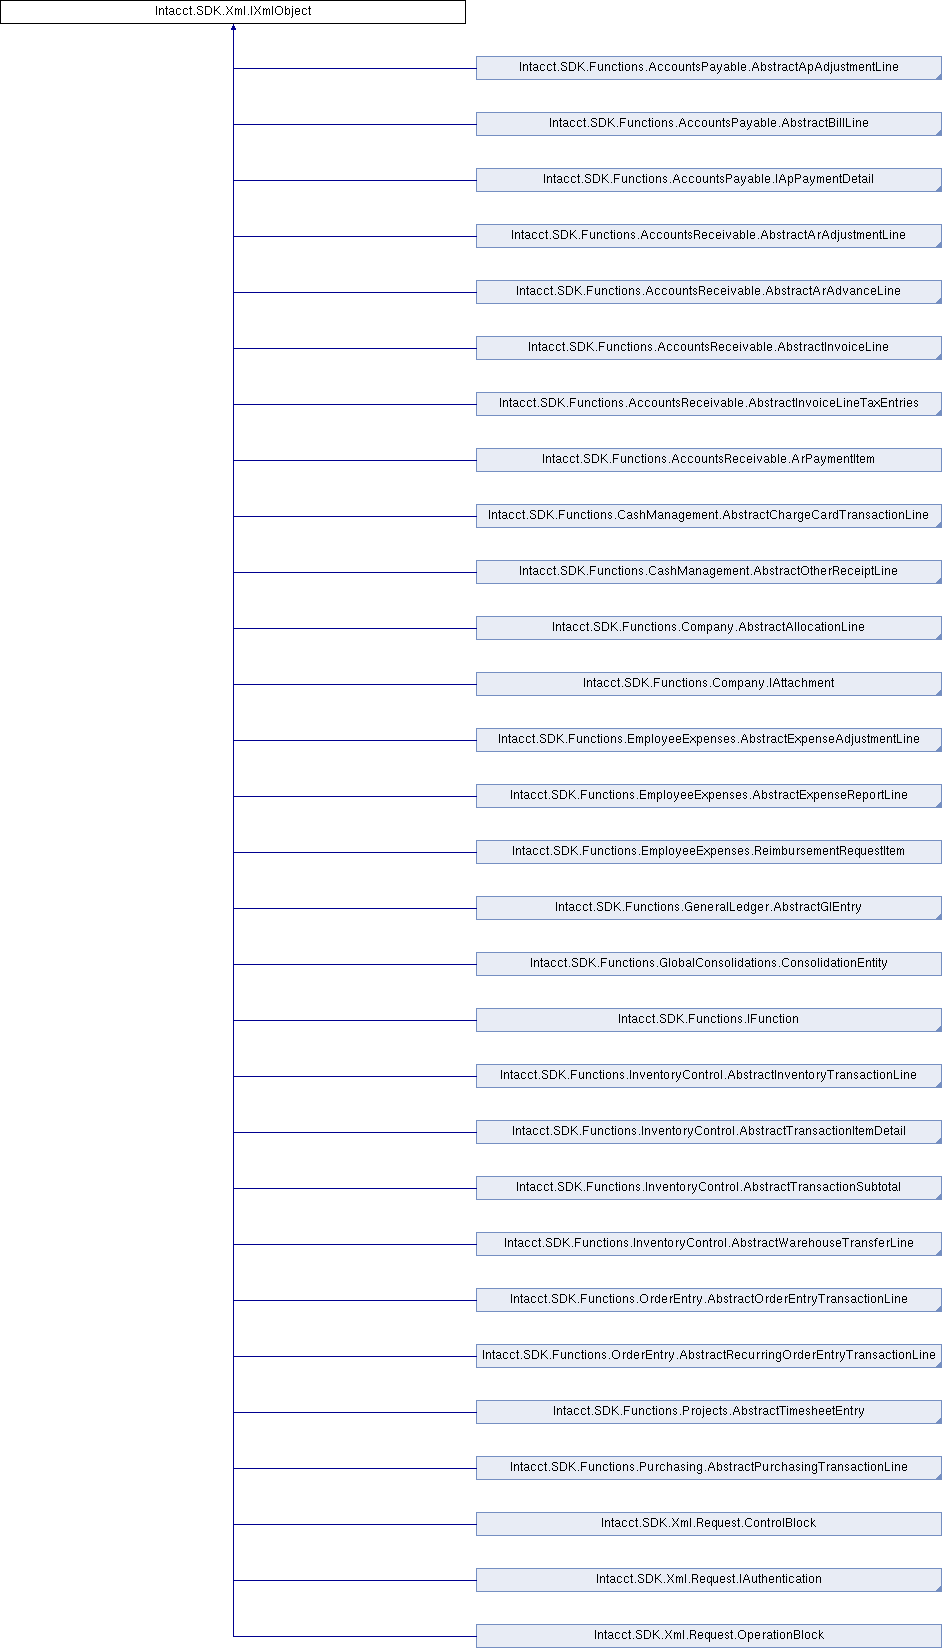 Intacct.SDK.Xml.IXmlObject
Intacct.SDK.Functions.AccountsPayable.AbstractApAdjustmentLine
Intacct.SDK.Functions.AccountsPayable.AbstractBillLine
Intacct.SDK.Functions.AccountsPayable.IApPaymentDetail
Intacct.SDK.Functions.AccountsReceivable.AbstractArAdjustmentLine
Intacct.SDK.Functions.AccountsReceivable.AbstractArAdvanceLine
Intacct.SDK.Functions.AccountsReceivable.AbstractInvoiceLine
Intacct.SDK.Functions.AccountsReceivable.AbstractInvoiceLineTaxEntries
Intacct.SDK.Functions.AccountsReceivable.ArPaymentItem
Intacct.SDK.Functions.CashManagement.AbstractChargeCardTransactionLine
Intacct.SDK.Functions.CashManagement.AbstractOtherReceiptLine
Intacct.SDK.Functions.Company.AbstractAllocationLine
Intacct.SDK.Functions.Company.IAttachment
Intacct.SDK.Functions.EmployeeExpenses.AbstractExpenseAdjustmentLine
Intacct.SDK.Functions.EmployeeExpenses.AbstractExpenseReportLine
Intacct.SDK.Functions.EmployeeExpenses.ReimbursementRequestItem
Intacct.SDK.Functions.GeneralLedger.AbstractGlEntry
Intacct.SDK.Functions.GlobalConsolidations.ConsolidationEntity
Intacct.SDK.Functions.IFunction
Intacct.SDK.Functions.InventoryControl.AbstractInventoryTransactionLine
Intacct.SDK.Functions.InventoryControl.AbstractTransactionItemDetail
Intacct.SDK.Functions.InventoryControl.AbstractTransactionSubtotal
Intacct.SDK.Functions.InventoryControl.AbstractWarehouseTransferLine
Intacct.SDK.Functions.OrderEntry.AbstractOrderEntryTransactionLine
Intacct.SDK.Functions.OrderEntry.AbstractRecurringOrderEntryTransactionLine
Intacct.SDK.Functions.Projects.AbstractTimesheetEntry
Intacct.SDK.Functions.Purchasing.AbstractPurchasingTransactionLine
Intacct.SDK.Xml.Request.ControlBlock
Intacct.SDK.Xml.Request.IAuthentication
Intacct.SDK.Xml.Request.OperationBlock